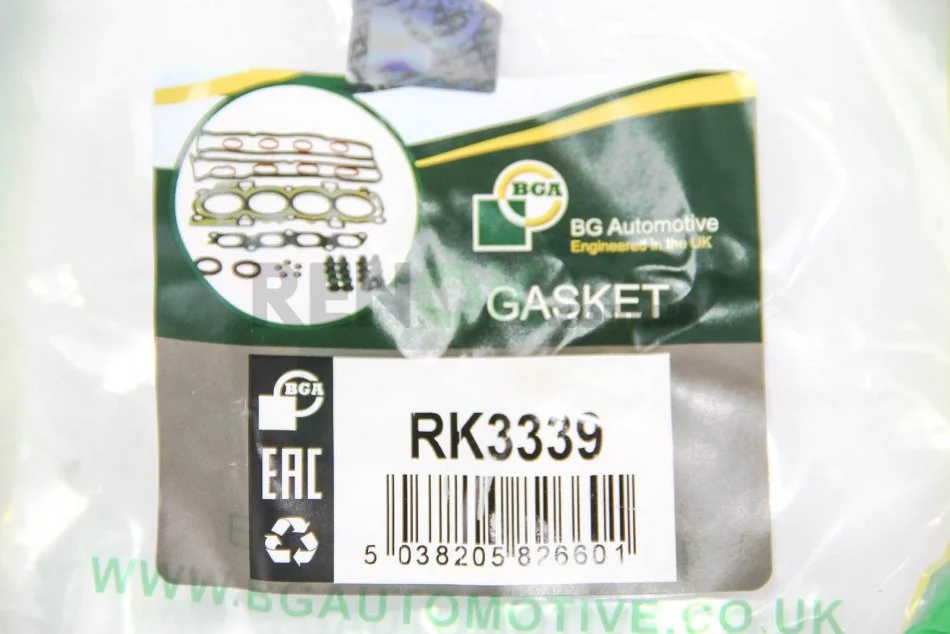 BGA
BG Automotive
Engineered in the UK
GASKET
BGA
RK3339
EAC
5 038205 826601
WWW.BGAUTOMOTIVE.CO.UK